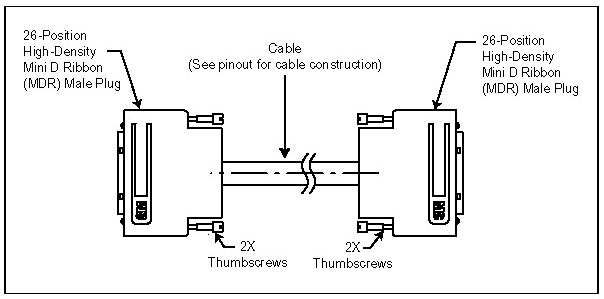 26-Position
High-Density
Mini D Ribbon
(MDR) Male Plug
Cable
(See pinout for cable construction)
26-Position
High-Density
Mini D Ribbon
(MDR) Male Plug
2X
Thumbscrews
2X
Thumbscrews